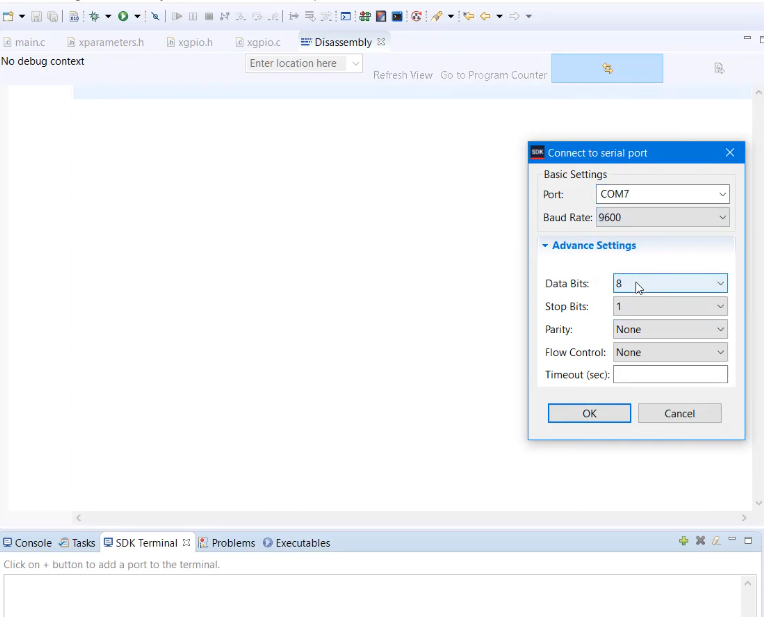 main.c xparameters.h xgpio.h xgpio.c Disassembly
No debug context
Enter location here
Refresh View Go to Program Counter
SDK Connect to serial port
Basic Settings
Port: COM7
Baud Rate: 9600
Advance Settings
Data Bits: 8
Stop Bits: 1
Parity: None
Flow Control: None
Timeout (sec):
OK Cancel
Console Tasks SDK Terminal Problems Executables
Click on + button to add a port to the terminal.